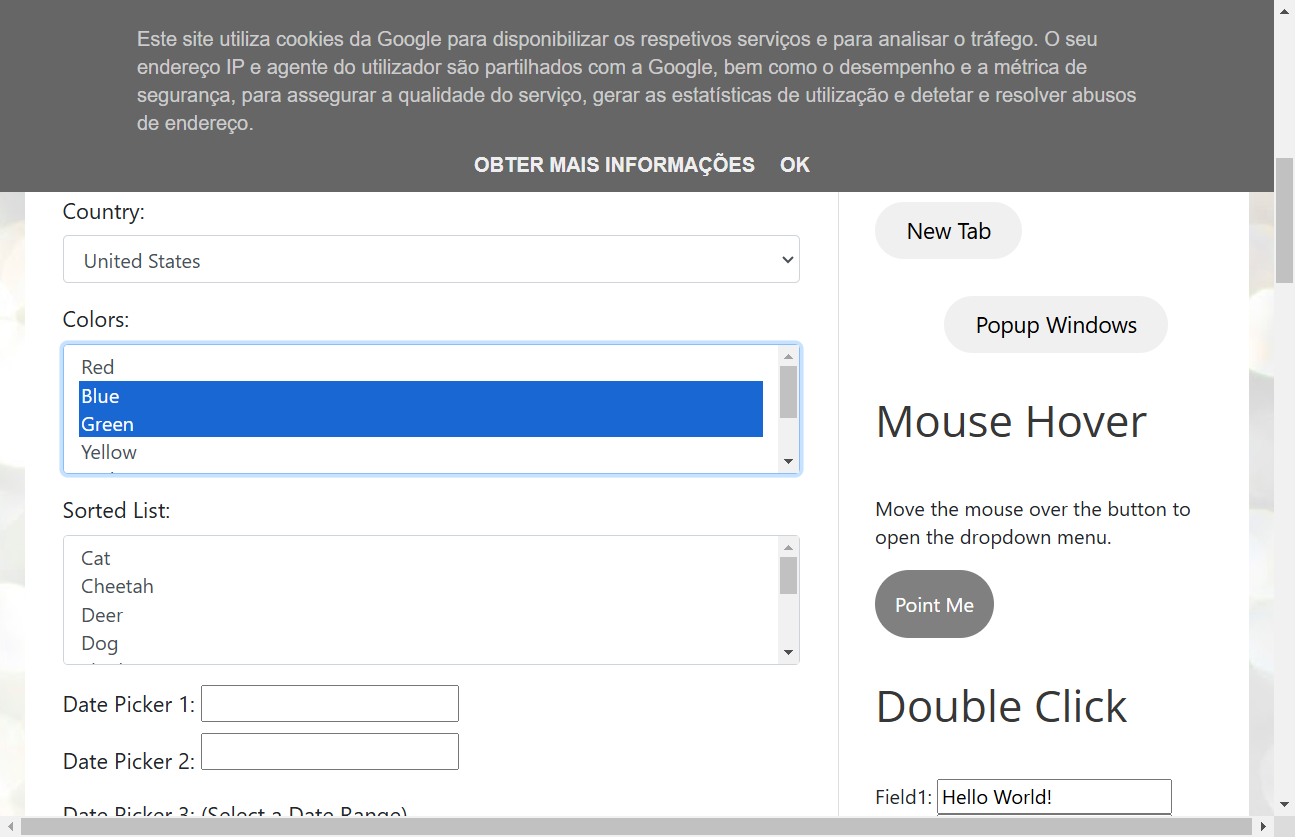 Este site utiliza cookies da Google para disponibilizar os respetivos serviços e para analisar o tráfego. O seu
endereço IP e agente do utilizador são partilhados com a Google, bem como o desempenho e a métrica de
segurança, para assegurar a qualidade do serviço, gerar as estatísticas de utilização e detetar e resolver abusos
de endereço.
OBTER MAIS INFORMAÇÕES OK
Country:
United States
Colors:
Red
Blue
Green
Yellow
Sorted List:
Cat
Cheetah
Deer
Dog
Date Picker 1:
Date Picker 2:
Date Picker 3: (Select a Date Range)
New Tab
Popup Windows
Mouse Hover
Move the mouse over the button to
open the dropdown menu.
Point Me
Double Click
Field1: Hello World!